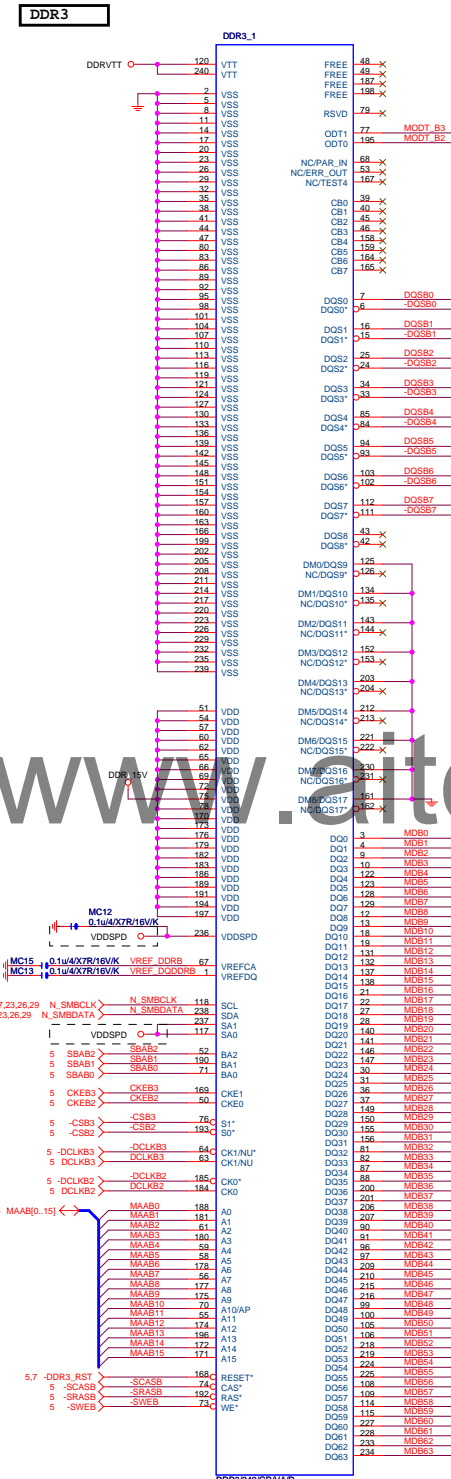 DDR3
DDR3_1
DDRVTT 120 VTT
240 VTT
2 VSS
5 VSS
8 VSS
11 VSS
14 VSS
17 VSS
20 VSS
23 VSS
26 VSS
29 VSS
32 VSS
35 VSS
38 VSS
41 VSS
44 VSS
47 VSS
80 VSS
83 VSS
86 VSS
89 VSS
92 VSS
95 VSS
98 VSS
101 VSS
104 VSS
107 VSS
110 VSS
113 VSS
116 VSS
119 VSS
121 VSS
124 VSS
127 VSS
130 VSS
133 VSS
136 VSS
139 VSS
142 VSS
145 VSS
148 VSS
151 VSS
154 VSS
157 VSS
160 VSS
163 VSS
166 VSS
199 VSS
202 VSS
205 VSS
208 VSS
211 VSS
214 VSS
217 VSS
220 VSS
223 VSS
226 VSS
229 VSS
232 VSS
235 VSS
239 VSS
51 VDD
54 VDD
57 VDD
60 VDD
62 VDD
65 VDD
66 VDD
DDR_15V 69 VDD
72 VDD
75 VDD
78 VDD
170 VDD
173 VDD
176 VDD
179 VDD
182 VDD
183 VDD
186 VDD
189 VDD
191 VDD
194 VDD
197 VDD
MC12
0.1u/4/X7R/16V/K
VDDSPD 236 VDDSPD
MC15 0.1u/4/X7R/16V/K VREF_DDRB 67 VREFCA
MC13 0.1u/4/X7R/16V/K VREF_DQDDRB 1 VREFDQ
7,23,26,29 N_SMBCLK N_SMBCLK 118 SCL
23,26,29 N_SMBDATA N_SMBDATA 238 SDA
237 SA1
VDDSPD 117 SA0
5 SBAB2 SBAB2 52 BA2
5 SBAB1 SBAB1 190 BA1
5 SBAB0 SBAB0 71 BA0
5 CKEB3 CKEB3 169 CKE1
5 CKEB2 CKEB2 50 CKE0
5 -CSB3 -CSB3 76 S1*
5 -CSB2 -CSB2 193 S0*
5 -DCLKB3 -DCLKB3 64 CK1/NU*
5 DCLKB3 DCLKB3 63 CK1/NU
5 -DCLKB2 -DCLKB2 185 CK0*
5 DCLKB2 DCLKB2 184 CK0
MAAB[0..15] MAAB0 188 A0
MAAB1 181 A1
MAAB2 61 A2
MAAB3 180 A3
MAAB4 59 A4
MAAB5 58 A5
MAAB6 178 A6
MAAB7 56 A7
MAAB8 177 A8
MAAB9 175 A9
MAAB10 70 A10/AP
MAAB11 55 A11
MAAB12 174 A12
MAAB13 196 A13
MAAB14 172 A14
MAAB15 171 A15
5,7 -DDR3_RST 168 RESET*
5 -SCASB -SCASB 74 CAS*
5 -SRASB -SRASB 192 RAS*
5 -SWEB -SWEB 73 WE*
FREE 48
FREE 49
FREE 187
FREE 198
RSVD 79
ODT1 77 MODT_B3
ODT0 195 MODT_B2
NC/PAR_IN 68
NC/ERR_OUT 53
NC/TEST4 167
CB0 39
CB1 40
CB2 45
CB3 46
CB4 158
CB5 159
CB6 164
CB7 165
DQS0 7 DQSB0
DQS0* 6 -DQSB0
DQS1 16 DQSB1
DQS1* 15 -DQSB1
DQS2 25 DQSB2
DQS2* 24 -DQSB2
DQS3 34 DQSB3
DQS3* 33 -DQSB3
DQS4 85 DQSB4
DQS4* 84 -DQSB4
DQS5 94 DQSB5
DQS5* 93 -DQSB5
DQS6 103 DQSB6
DQS6* 102 -DQSB6
DQS7 112 DQSB7
DQS7* 111 -DQSB7
DQS8 43
DQS8* 42
DM0/DQS9 125
NC/DQS9* 126
DM1/DQS10 134
NC/DQS10* 135
DM2/DQS11 143
NC/DQS11* 144
DM3/DQS12 152
NC/DQS12* 153
DM4/DQS13 203
NC/DQS13* 204
DM5/DQS14 212
NC/DQS14* 213
DM6/DQS15 221
NC/DQS15* 222
DM7/DQS16 230
NC/DQS16* 231
DM8/DQS17 161
NC/DQS17* 162
www.aite
DQ0 3 MDB0
DQ1 4 MDB1
DQ2 9 MDB2
DQ3 10 MDB3
DQ4 122 MDB4
DQ5 123 MDB5
DQ6 128 MDB6
DQ7 129 MDB7
DQ8 12 MDB8
DQ9 13 MDB9
DQ10 18 MDB10
DQ11 19 MDB11
DQ12 131 MDB12
DQ13 132 MDB13
DQ14 137 MDB14
DQ15 138 MDB15
DQ16 21 MDB16
DQ17 22 MDB17
DQ18 27 MDB18
DQ19 28 MDB19
DQ20 140 MDB20
DQ21 141 MDB21
DQ22 146 MDB22
DQ23 147 MDB23
DQ24 30 MDB24
DQ25 31 MDB25
DQ26 36 MDB26
DQ27 37 MDB27
DQ28 149 MDB28
DQ29 150 MDB29
DQ30 155 MDB30
DQ31 156 MDB31
DQ32 81 MDB32
DQ33 82 MDB33
DQ34 87 MDB34
DQ35 88 MDB35
DQ36 200 MDB36
DQ37 201 MDB37
DQ38 206 MDB38
DQ39 207 MDB39
DQ40 90 MDB40
DQ41 91 MDB41
DQ42 96 MDB42
DQ43 97 MDB43
DQ44 209 MDB44
DQ45 210 MDB45
DQ46 215 MDB46
DQ47 216 MDB47
DQ48 99 MDB48
DQ49 100 MDB49
DQ50 105 MDB50
DQ51 106 MDB51
DQ52 218 MDB52
DQ53 219 MDB53
DQ54 224 MDB54
DQ55 225 MDB55
DQ56 108 MDB56
DQ57 109 MDB57
DQ58 114 MDB58
DQ59 115 MDB59
DQ60 227 MDB60
DQ61 228 MDB61
DQ62 233 MDB62
DQ63 234 MDB63